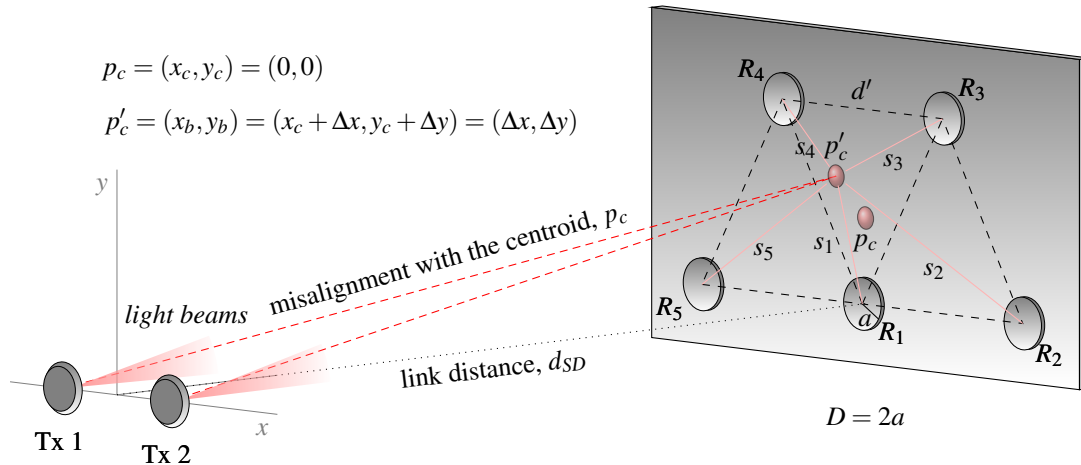 p_c = (x_c, y_c) = (0,0)
p'_c = (x_b, y_b) = (x_c + Δx, y_c + Δy) = (Δx, Δy)
y
x
light beams
misalignment with the centroid, p_c
link distance, d_SD
Tx 1
Tx 2
R_4
d'
R_3
s_4
p'_c
s_3
s_1
p_c
s_5
s_2
R_5
a
R_1
R_2
D = 2a